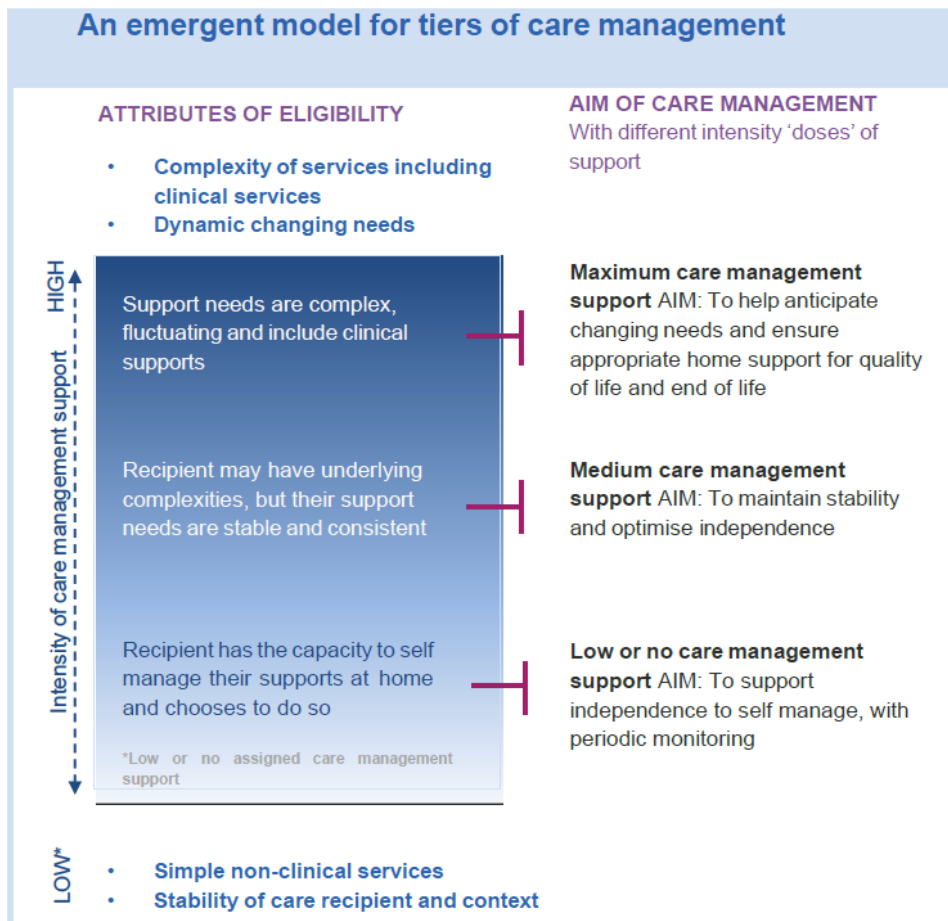 An emergent model for tiers of care management
ATTRIBUTES OF ELIGIBILITY
• Complexity of services including
clinical services
• Dynamic changing needs
AIM OF CARE MANAGEMENT
With different intensity ‘doses’ of
support
HIGH
Intensity of care management support
LOW*
Support needs are complex,
fluctuating and include clinical
supports
Maximum care management
support AIM: To help anticipate
changing needs and ensure
appropriate home support for quality
of life and end of life
Recipient may have underlying
complexities, but their support
needs are stable and consistent
Medium care management
support AIM: To maintain stability
and optimise independence
Recipient has the capacity to self
manage their supports at home
and chooses to do so
*Low or no assigned care management
support
Low or no care management
support AIM: To support
independence to self manage, with
periodic monitoring
• Simple non-clinical services
• Stability of care recipient and context